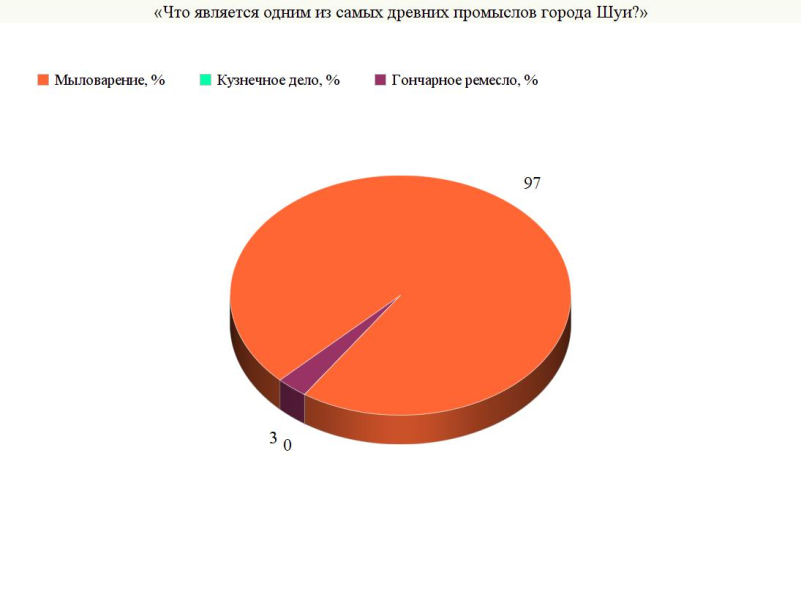 «Что является одним из самых древних промыслов города Шуи?»
Мыловарение, % Кузнечное дело, % Гончарное ремесло, %
97
3
0